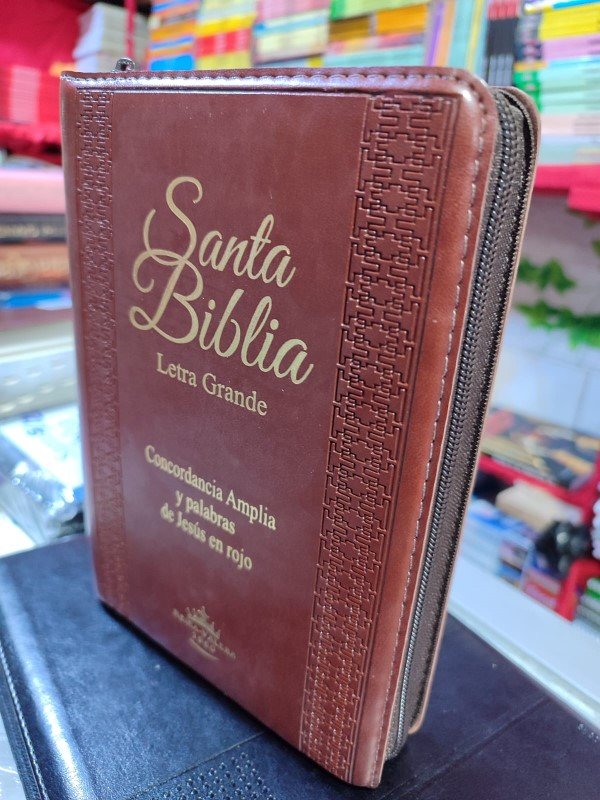 Santa
Biblia
Letra Grande
Concordancia Amplia
y palabras
de Jesús en rojo